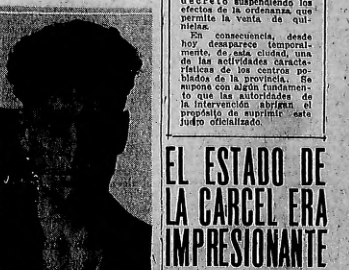 decreto suspendiendo los
efectos de la ordenanza que
permite la venta de qui-
nielas.
En consecuencia, desde
hoy desaparece temporal-
mente, de esta ciudad, una
de las actividades caracte-
rísticas de los centros po-
blados de la provincia. Se
supone con algún fundamen-
to que las autoridades de
la intervención abrigan el
propósito de suprimir este
juego oficializado.
EL ESTADO DE
LA CARCEL ERA
IMPRESIONANTE